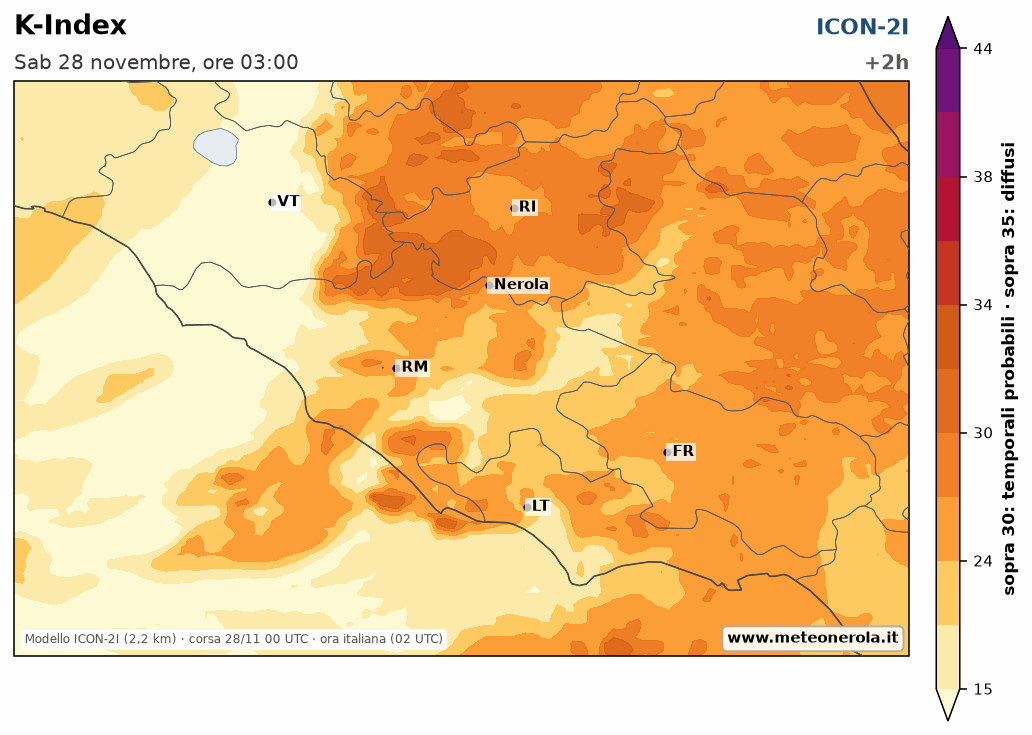 K-Index
ICON-2I
Sab 28 novembre, ore 03:00
+2h
44
38
34
30
24
15
sopra 30: temporali probabili · sopra 35: diffusi
VT
RI
Nerola
RM
FR
LT
Modello ICON-2I (2,2 km) · corsa 28/11 00 UTC · ora italiana (02 UTC)
www.meteonerola.it